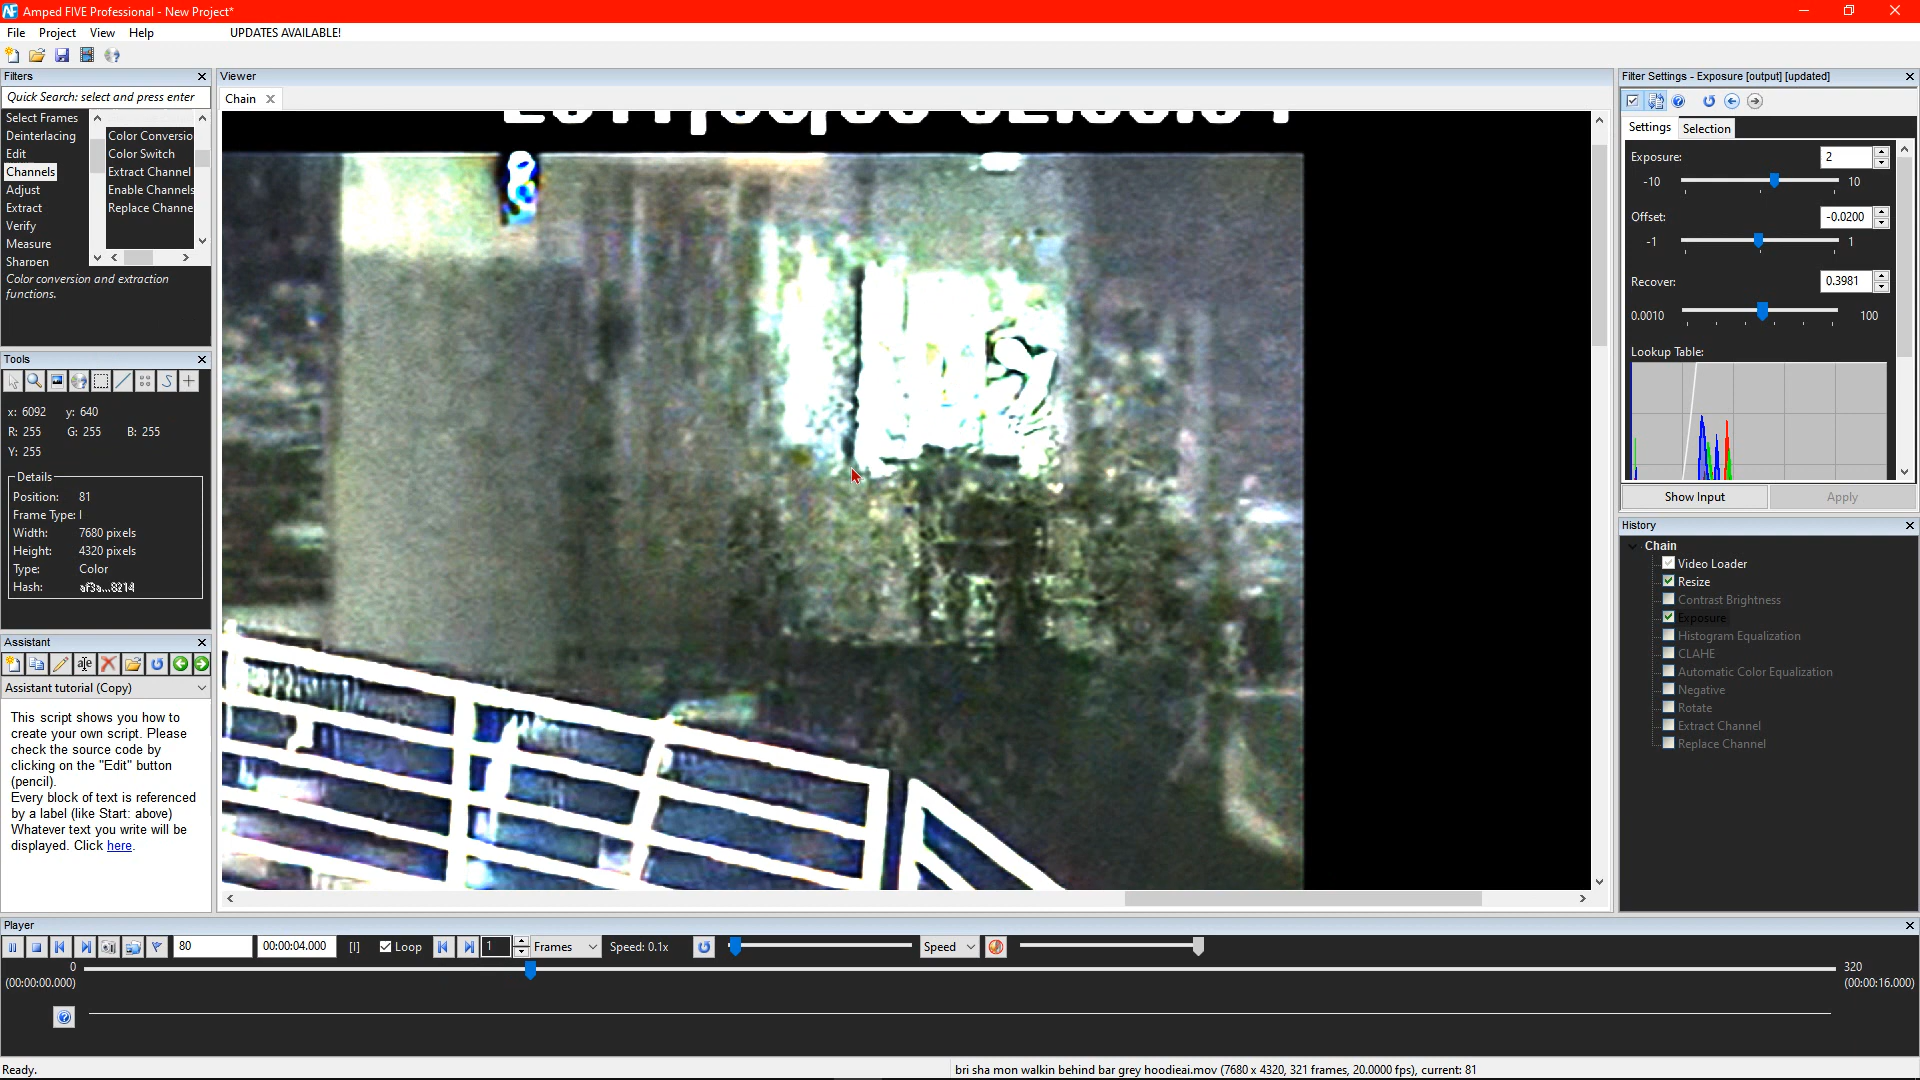 Amped FIVE Professional - New Project*
File Project View Help UPDATES AVAILABLE!
Filters
Quick Search: select and press enter
Select Frames
Deinterlacing
Edit
Channels
Adjust
Extract
Verify
Measure
Sharpen
Color Conversio
Color Switch
Extract Channel
Enable Channels
Replace Channe
Color conversion and extraction
functions.
Tools
x: 6092 y: 640
R: 255 G: 255 B: 255
Y: 255
Details
Position: 81
Frame Type: I
Width: 7680 pixels
Height: 4320 pixels
Type: Color
Hash: af3a...8214
Assistant
Assistant tutorial (Copy)
This script shows you how to
create your own script. Please
check the source code by
clicking on the "Edit" button
(pencil).
Every block of text is referenced
by a label (like Start: above)
Whatever text you write will be
displayed. Click here.
Viewer
Chain
Filter Settings - Exposure [output] [updated]
Settings Selection
Exposure: 2
-10 10
Offset: -0.0200
-1 1
Recover: 0.3981
0.0010 100
Lookup Table:
Show Input Apply
History
Chain
Video Loader
Resize
Contrast Brightness
Exposure
Histogram Equalization
CLAHE
Automatic Color Equalization
Negative
Rotate
Extract Channel
Replace Channel
Player
80 00:00:04.000 [I] Loop 1 Frames Speed: 0.1x Speed
0 320
(00:00:00.000) (00:00:16.000)
Ready. bri sha mon walkin behind bar grey hoodieai.mov (7680 x 4320, 321 frames, 20.0000 fps), current: 81